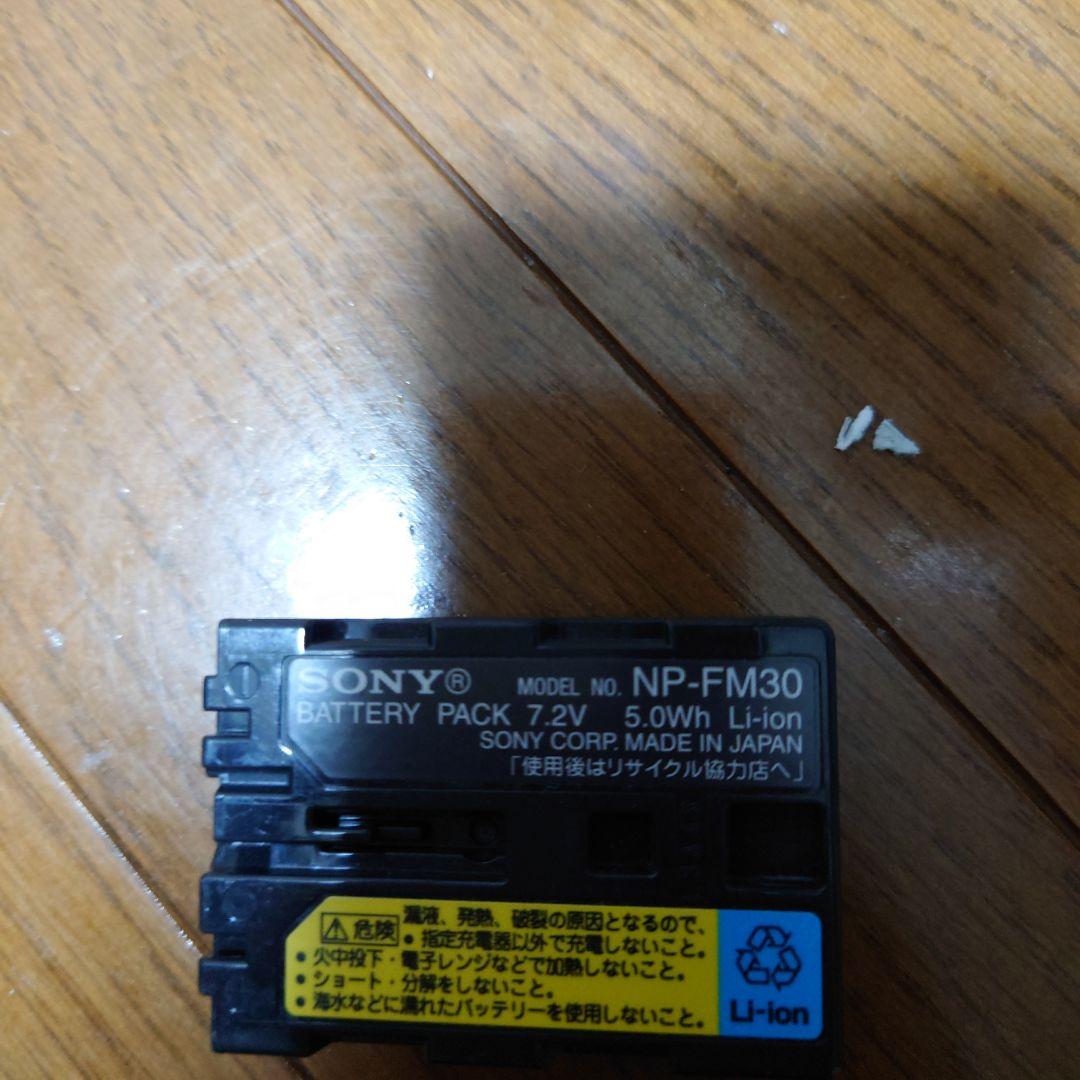 SONY® MODEL NO. NP-FM30
BATTERY PACK 7.2V 5.0Wh Li-ion
SONY CORP. MADE IN JAPAN
「使用後はリサイクル協力店へ」
危険 漏液、発熱、破裂の原因となるので、
• 指定充電器以外で充電しないこと。
• 火中投下・電子レンジなどで加熱しないこと。
• ショート・分解をしないこと。
• 海水などに濡れたバッテリーを使用しないこと。
Li-ion